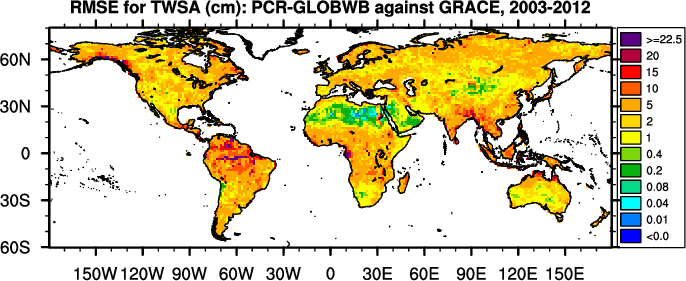 RMSE for TWSA (cm): PCR-GLOBWB against GRACE, 2003-2012
60N
30N
0
30S
60S
150W 120W 90W 60W 30W 0 30E 60E 90E 120E 150E
>=22.5
20
15
10
5
2
1
0.4
0.2
0.08
0.04
0.01
<0.0